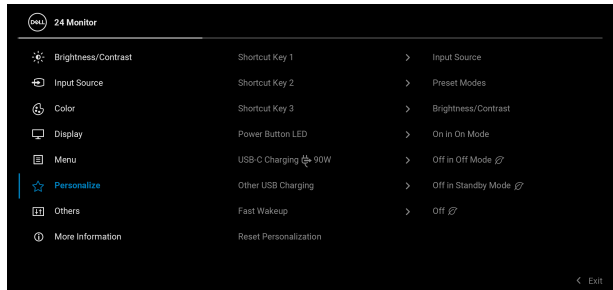 DELL 24 Monitor
Brightness/Contrast Shortcut Key 1 > Input Source
Input Source Shortcut Key 2 > Preset Modes
Color Shortcut Key 3 > Brightness/Contrast
Display Power Button LED > On in On Mode
Menu USB-C Charging 90W > Off in Off Mode
Personalize Other USB Charging > Off in Standby Mode
Others Fast Wakeup > Off
More Information Reset Personalization
< Exit